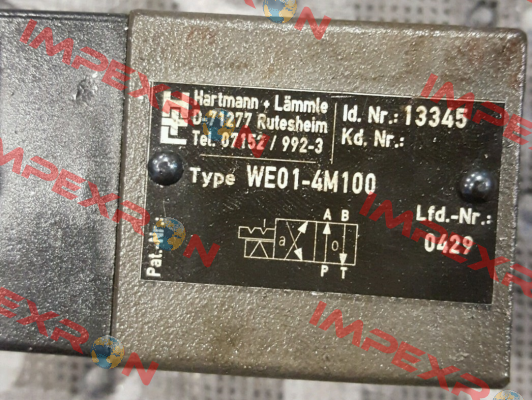 Hartmann + Lämmle
D-71277 Rutesheim
Tel. 07152 / 992-3
Id. Nr.: 13345
Kd. Nr.:
Type WE01-4M100
Lfd.-Nr.:
0429
Pat.-Nr.:
A B
a o
P T
IMPEXRON
IMPEXRON
IMPEXRON
IMPEXRON
IMPEXRON